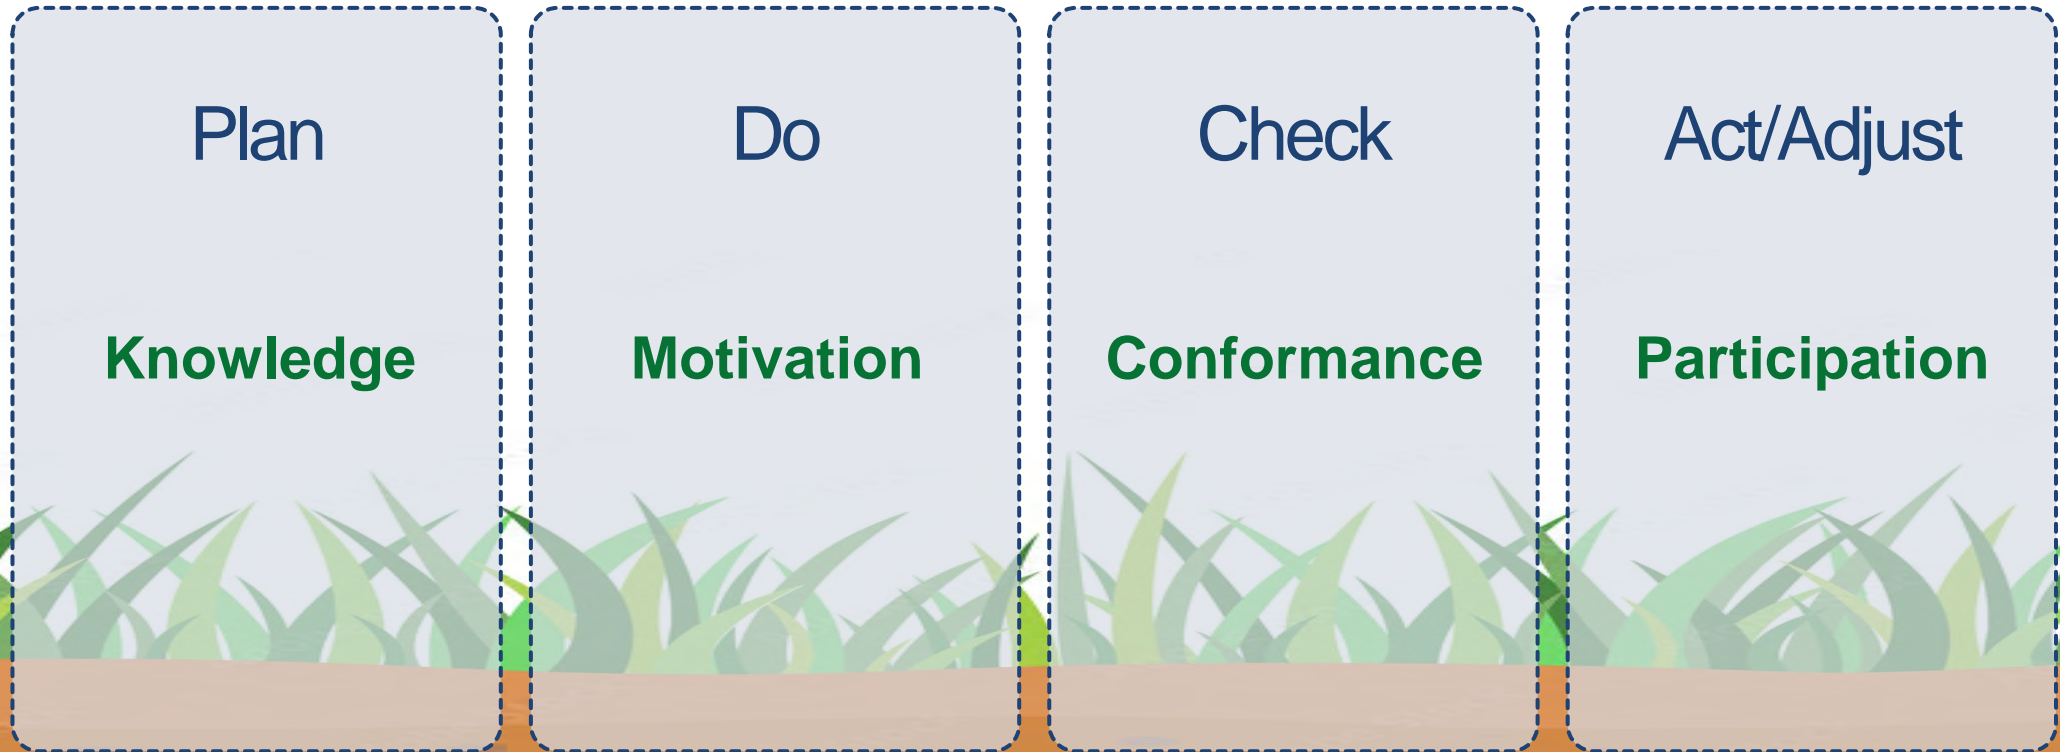 Plan
Do
Check
Act/Adjust
Knowledge
Motivation
Conformance
Participation